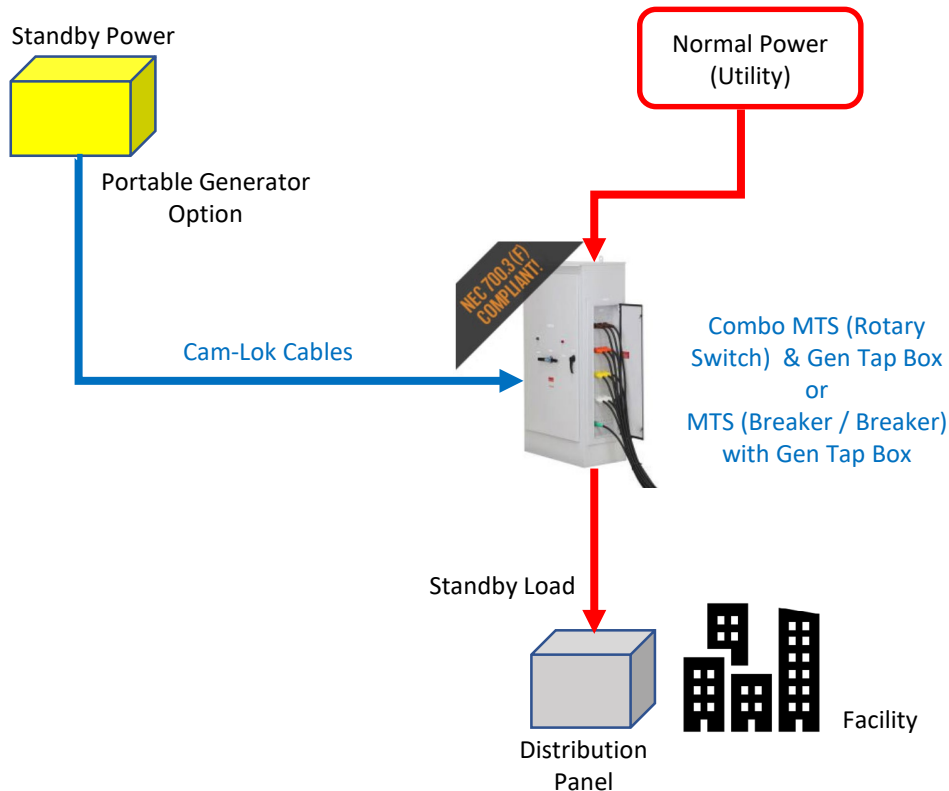 Standby Power
Normal Power
(Utility)
Portable Generator
Option
NEC 700.3 (F)
COMPLIANT!
Cam-Lok Cables
Combo MTS (Rotary
Switch) & Gen Tap Box
or
MTS (Breaker / Breaker)
with Gen Tap Box
Standby Load
Distribution
Panel
Facility